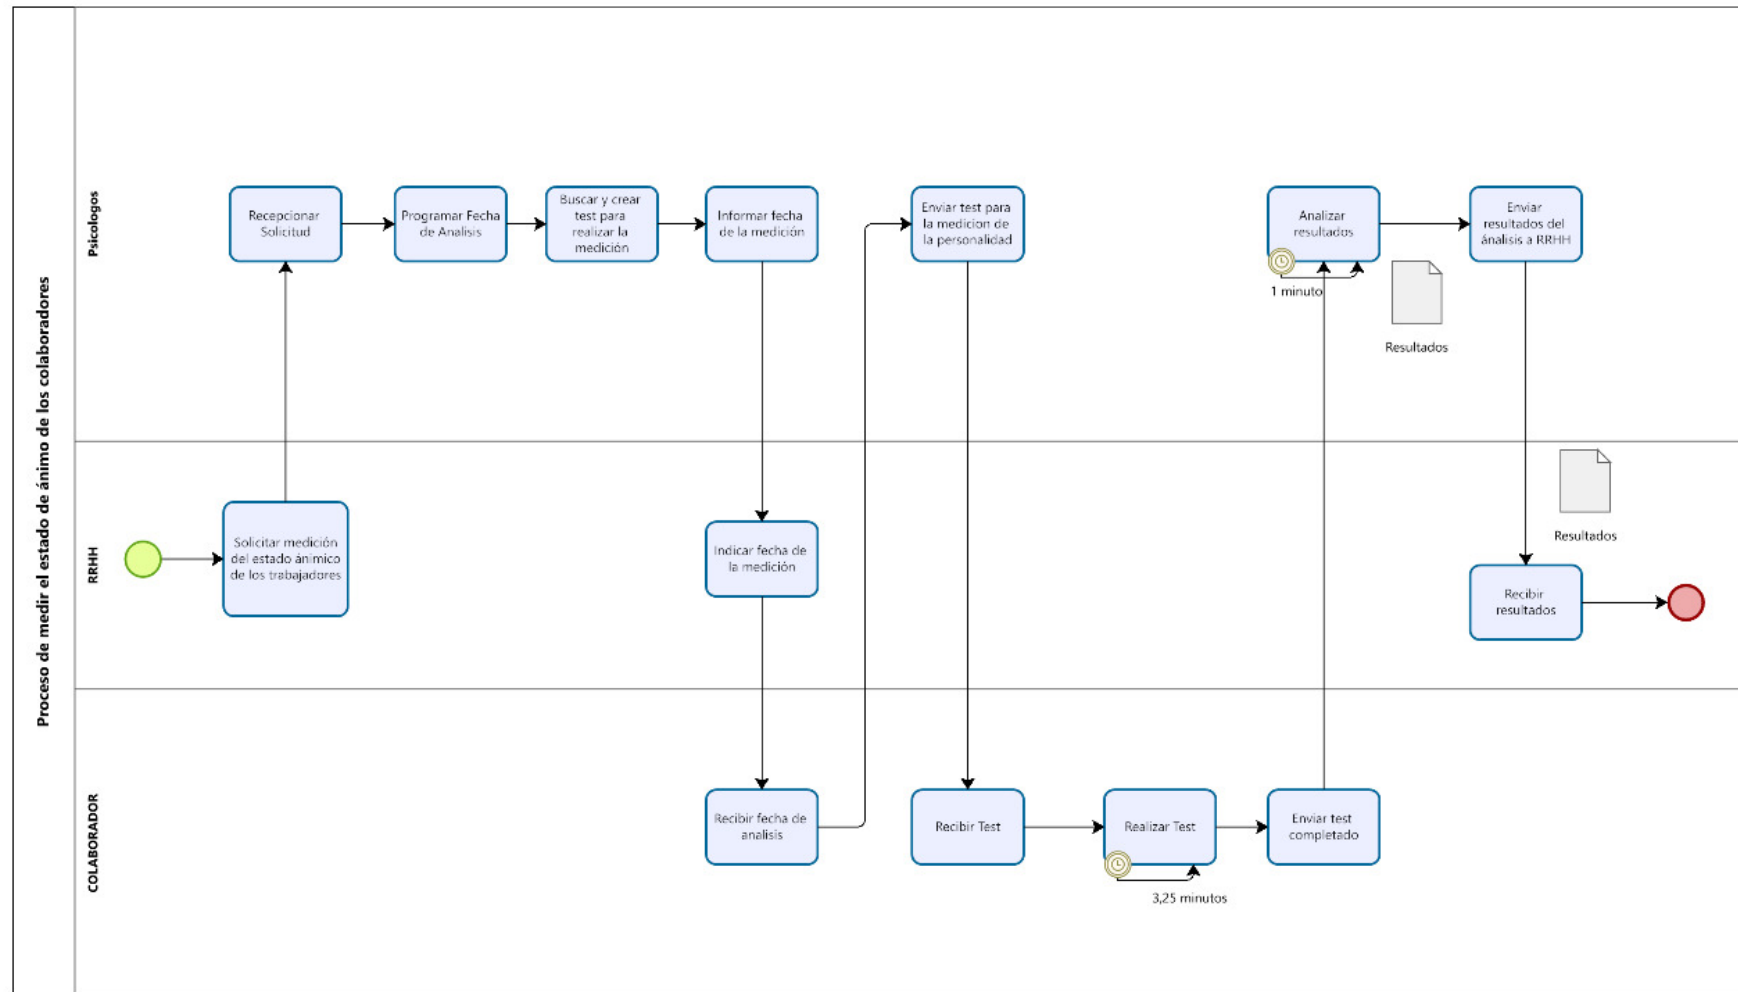 Proceso de medir el estado de ánimo de los colaboradores
Psicologos
Recepcionar
Solicitud
Programar Fecha
de Analisis
Buscar y crear
test para
realizar la
medición
Informar fecha
de la medición
Enviar test para
la medicion de
la personalidad
Analizar
resultados
1 minuto
Enviar
resultados del
ánalisis a RRHH
Resultados
RRHH
Solicitar medición
del estado ánimico
de los trabajadores
Indicar fecha de
la medición
Resultados
Recibir
resultados
COLABORADOR
Recibir fecha de
analisis
Recibir Test
Realizar Test
3,25 minutos
Enviar test
completado